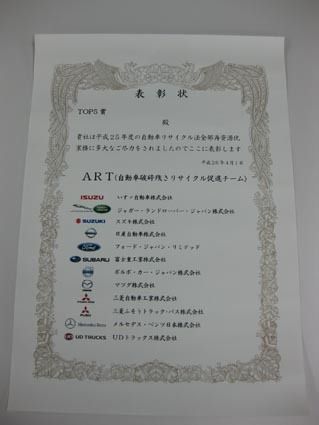 表彰状
TOP5賞
殿
貴社は平成25年度の自動車リサイクル法全部再資源化
業務に多大なご尽力をされましたのでここに表彰します
平成26年4月1日
ART(自動車破砕残さリサイクル促進チーム)
ISUZU いすゞ自動車株式会社
ジャガー・ランドローバー・ジャパン株式会社
SUZUKI スズキ株式会社
日産自動車株式会社
Ford フォード・ジャパン・リミテッド
SUBARU 富士重工業株式会社
ボルボ・カー・ジャパン株式会社
マツダ株式会社
三菱自動車工業株式会社
三菱ふそうトラック・バス株式会社
Mercedes-Benz メルセデス・ベンツ日本株式会社
UD TRUCKS UDトラックス株式会社